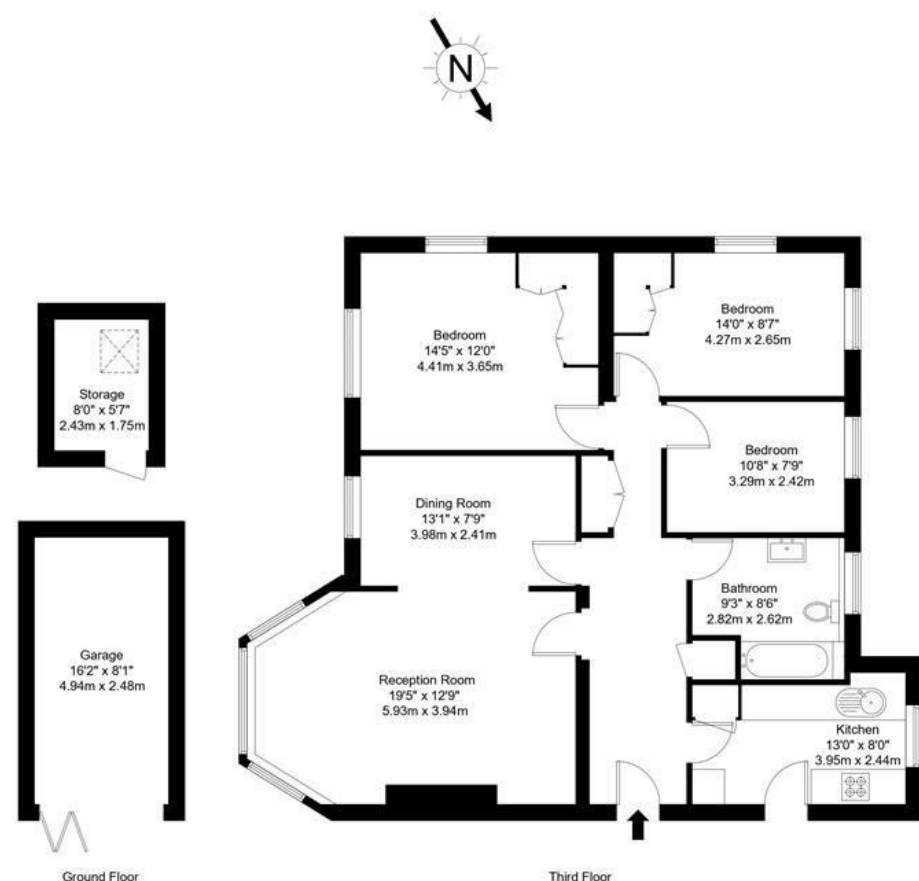 N
Bedroom
14'5" x 12'0"
4.41m x 3.65m
Bedroom
14'0" x 8'7"
4.27m x 2.65m
Storage
8'0" x 5'7"
2.43m x 1.75m
Bedroom
10'8" x 7'9"
3.29m x 2.42m
Dining Room
13'1" x 7'9"
3.98m x 2.41m
Bathroom
9'3" x 8'6"
2.82m x 2.62m
Garage
16'2" x 8'1"
4.94m x 2.48m
Reception Room
19'5" x 12'9"
5.93m x 3.94m
Kitchen
13'0" x 8'0"
3.95m x 2.44m
Ground Floor
Third Floor